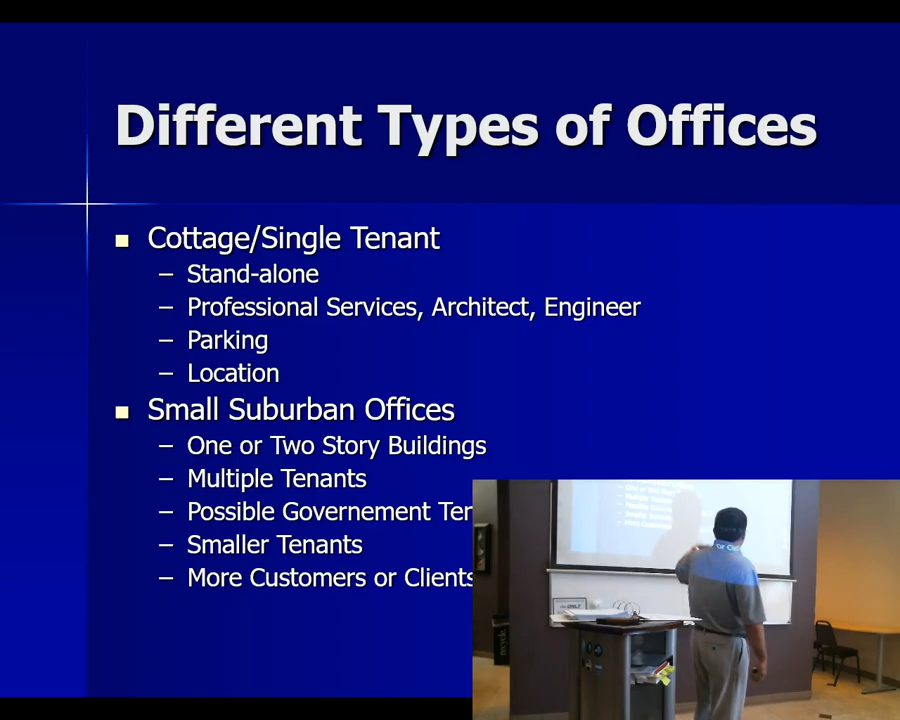 Different Types of Offices
■ Cottage/Single Tenant
– Stand-alone
– Professional Services, Architect, Engineer
– Parking
– Location
■ Small Suburban Offices
– One or Two Story Buildings
– Multiple Tenants
– Possible Governement Ten
– Smaller Tenants
– More Customers or Clients